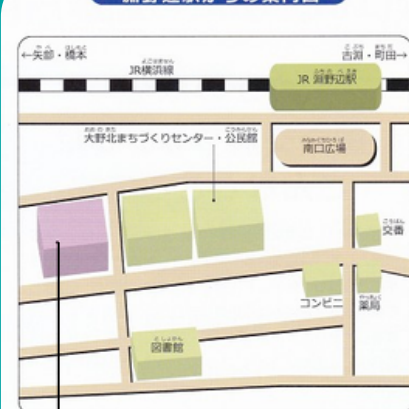 ←矢部・橋本
古淵・町田→
JR横浜線
JR 淵野辺駅
大野北まちづくりセンター・公民館
南口広場
交番
コンビニ
薬局
図書館